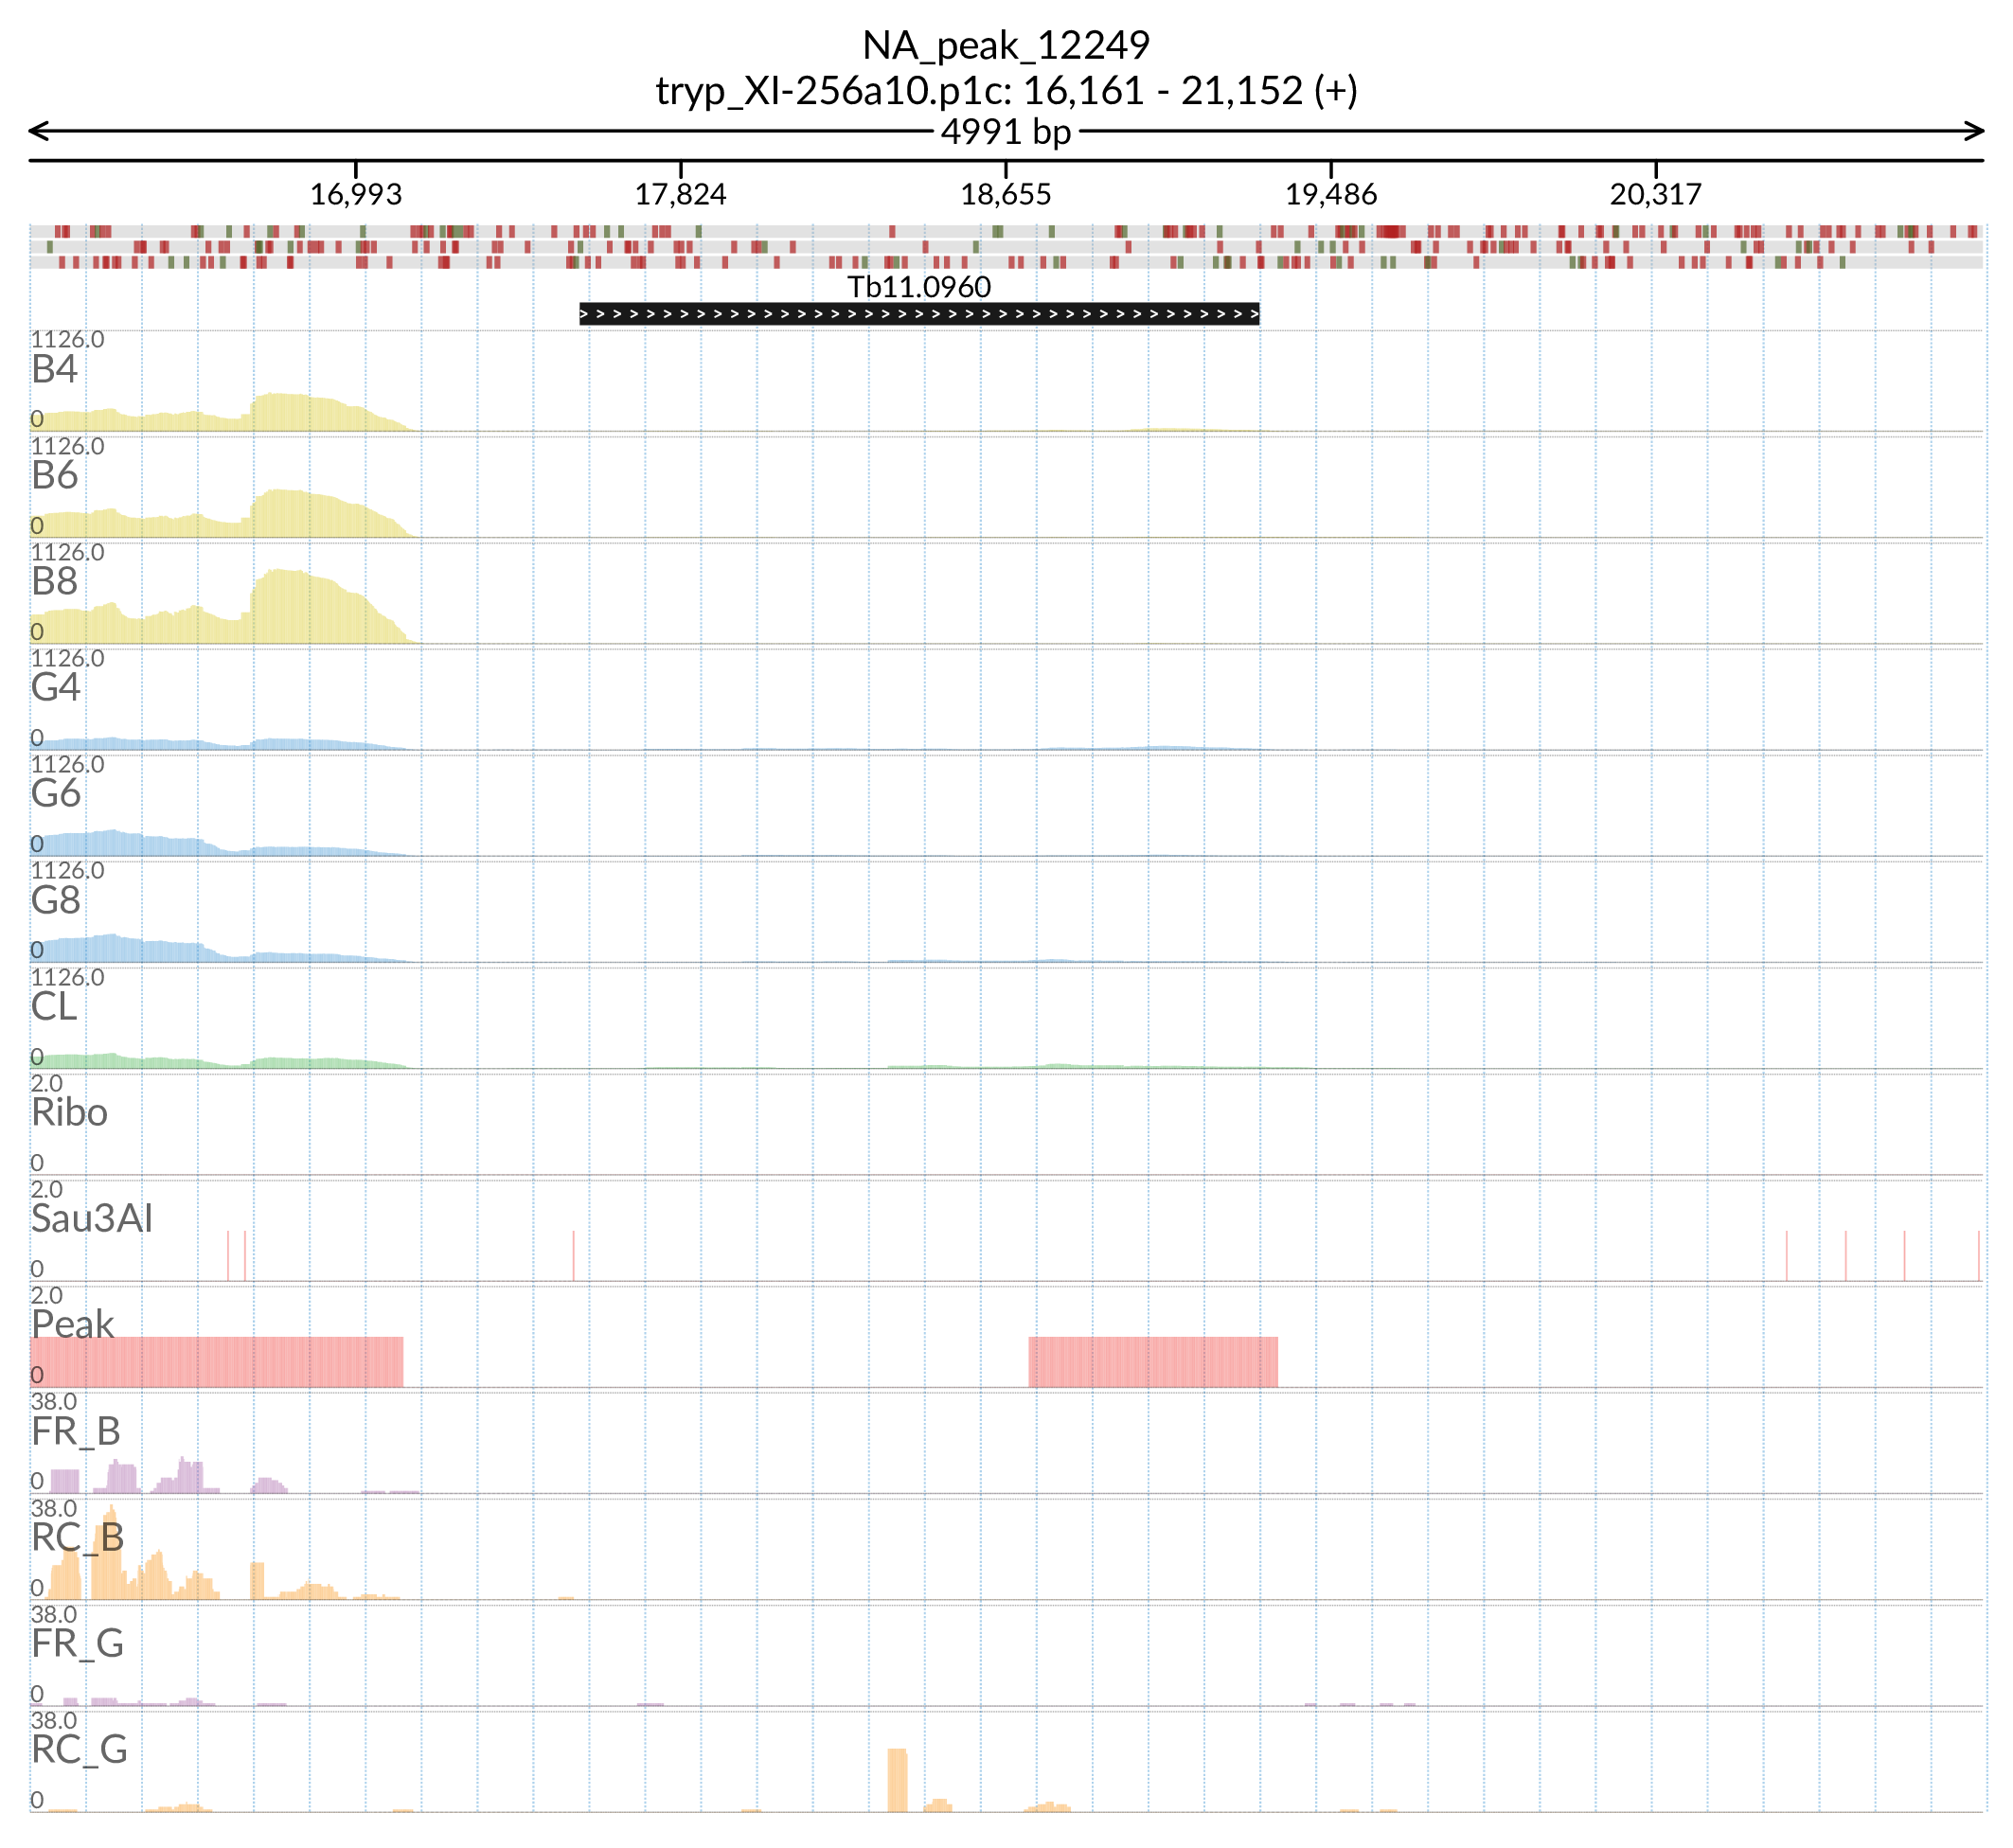 NA_peak_12249
tryp_XI-256a10.p1c: 16,161 - 21,152 (+)
4991 bp
16,993 17,824 18,655 19,486 20,317
Tb11.0960
1126.0
B4
0
1126.0
B6
0
1126.0
B8
0
1126.0
G4
0
1126.0
G6
0
1126.0
G8
0
1126.0
CL
0
2.0
Ribo
0
2.0
Sau3AI
0
2.0
Peak
0
38.0
FR_B
0
38.0
RC_B
0
38.0
FR_G
0
38.0
RC_G
0